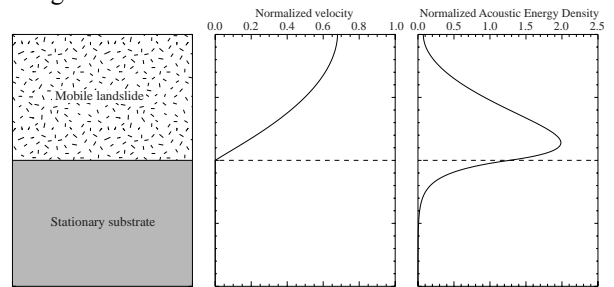 Normalized velocity
0.0 0.2 0.4 0.6 0.8 1.0
Normalized Acoustic Energy Density
0.0 0.5 1.0 1.5 2.0 2.5
Mobile landslide
Stationary substrate